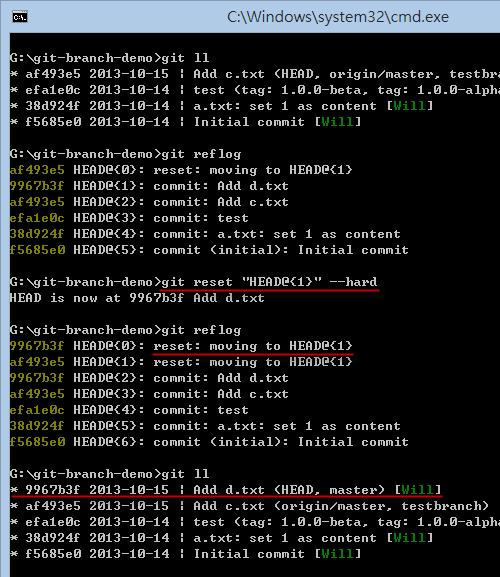 C:\Windows\system32\cmd.exe
G:\git-branch-demo>git ll
* af493e5 2013-10-15 | Add c.txt (HEAD, origin/master, testbran
* efa1e0c 2013-10-14 | test (tag: 1.0.0-beta, tag: 1.0.0-alpha
* 38d924f 2013-10-14 | a.txt: set 1 as content [Will]
* f5685e0 2013-10-14 | Initial commit [Will]
G:\git-branch-demo>git reflog
af493e5 HEAD@{0}: reset: moving to HEAD@{1}
9967b3f HEAD@{1}: commit: Add d.txt
af493e5 HEAD@{2}: commit: Add c.txt
efa1e0c HEAD@{3}: commit: test
38d924f HEAD@{4}: commit: a.txt: set 1 as content
f5685e0 HEAD@{5}: commit (initial): Initial commit
G:\git-branch-demo>git reset "HEAD@{1}" --hard
HEAD is now at 9967b3f Add d.txt
G:\git-branch-demo>git reflog
9967b3f HEAD@{0}: reset: moving to HEAD@{1}
af493e5 HEAD@{1}: reset: moving to HEAD@{1}
9967b3f HEAD@{2}: commit: Add d.txt
af493e5 HEAD@{3}: commit: Add c.txt
efa1e0c HEAD@{4}: commit: test
38d924f HEAD@{5}: commit: a.txt: set 1 as content
f5685e0 HEAD@{6}: commit (initial): Initial commit
G:\git-branch-demo>git ll
* 9967b3f 2013-10-15 | Add d.txt (HEAD, master) [Will]
* af493e5 2013-10-15 | Add c.txt (origin/master, testbranch)
* efa1e0c 2013-10-14 | test (tag: 1.0.0-beta, tag: 1.0.0-alpha
* 38d924f 2013-10-14 | a.txt: set 1 as content [Will]
* f5685e0 2013-10-14 | Initial commit [Will]